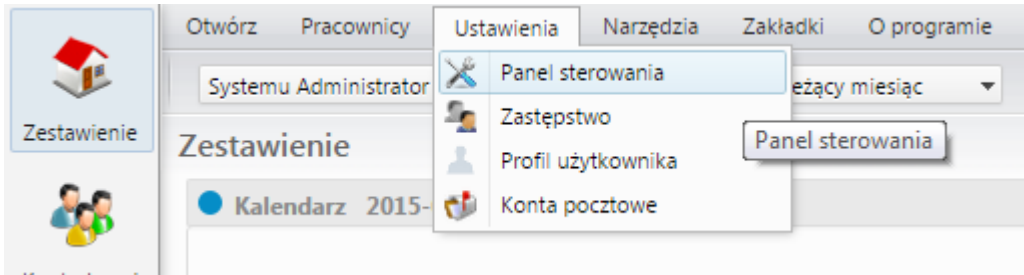 Otwórz Pracownicy Ustawienia Narzędzia Zakładki O programie
Systemu Administrator
miesiąc
Panel sterowania
Zastępstwo
Profil użytkownika
Konta pocztowe
Panel sterowania
Zestawienie
Zestawienie
Kalendarz 2015-